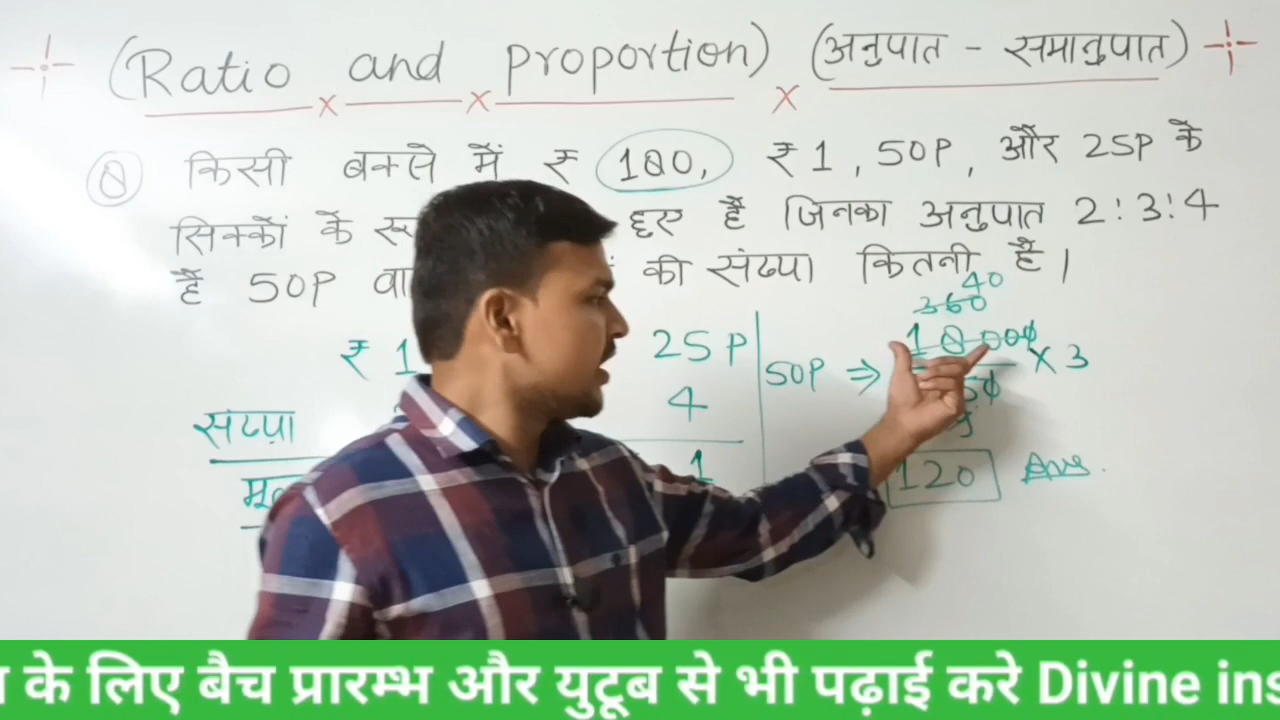 (Ratio and proportion) (अनुपात - समानुपात)
8 किसी बक्से में ₹ 180, ₹ 1, 50P, और 25P के
सिक्कों के हुए हैं जिनका अनुपात 2:3:4
है 50P की संख्या कितनी है।
40
360
₹ 1 25P 50P ⇒ 18000 × 3
संख्या 4
1 120 Ans.
के लिए बैच प्रारम्भ और युटूब से भी पढ़ाई करे Divine